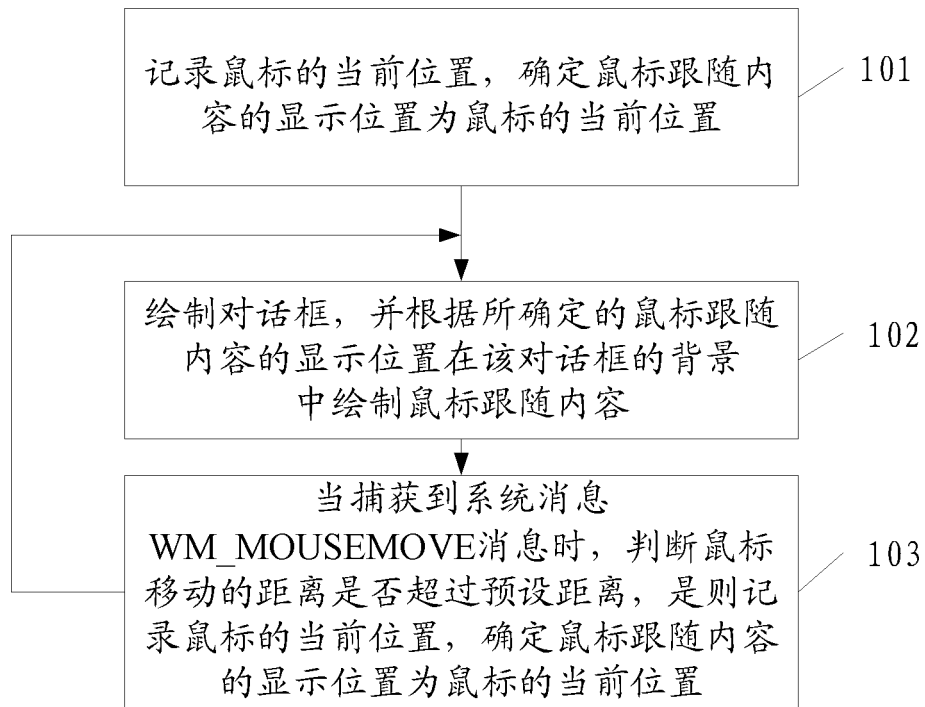 记录鼠标的当前位置，确定鼠标跟随内
容的显示位置为鼠标的当前位置
101
绘制对话框，并根据所确定的鼠标跟随
内容的显示位置在该对话框的背景
中绘制鼠标跟随内容
102
当捕获到系统消息
WM_MOUSEMOVE消息时，判断鼠标
移动的距离是否超过预设距离，是则记
录鼠标的当前位置，确定鼠标跟随内容
的显示位置为鼠标的当前位置
103